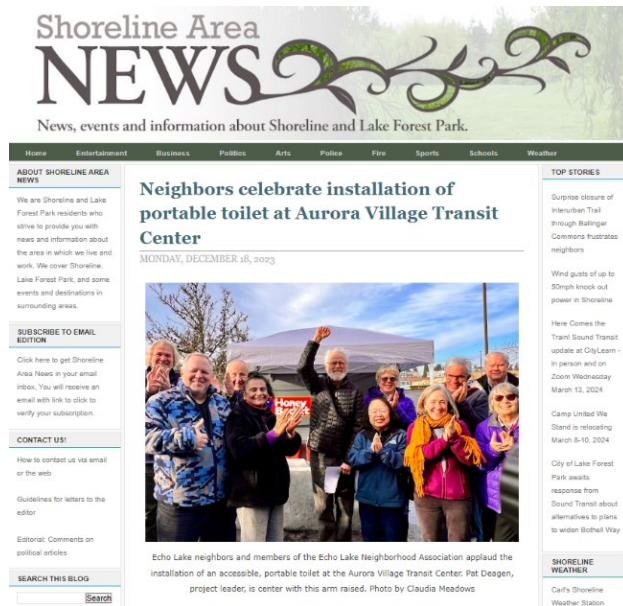 Shoreline Area
NEWS
News, events and information about Shoreline and Lake Forest Park.
Home Entertainment Business Politics Arts Police Fire Sports Schools Weather
ABOUT SHORELINE AREA
NEWS
We are Shoreline and Lake
Forest Park residents who
strive to provide you with
news and information about
the area in which we live and
work. We cover Shoreline,
Lake Forest Park, and some
events and destinations in
surrounding areas.
SUBSCRIBE TO EMAIL
EDITION
Click here to get Shoreline
Area News in your email
inbox, You will receive an
email with link to click to
verify your subscription.
CONTACT US!
How to contact us via email
or the web
Guidelines for letters to the
editor
Editorial: Comments on
political articles
SEARCH THIS BLOG
Search
Neighbors celebrate installation of
portable toilet at Aurora Village Transit
Center
MONDAY, DECEMBER 18, 2023
Honey
Bucket
Echo Lake neighbors and members of the Echo Lake Neighborhood Association applaud the
installation of an accessible, portable toilet at the Aurora Village Transit Center. Pat Deagen,
project leader, is center with this arm raised. Photo by Claudia Meadows
TOP STORIES
Surprise closure of
Interurban Trail
through Ballinger
Commons frustrates
neighbors
Wind gusts of up to
50mph knock out
power in Shoreline
Here Comes the
Train! Sound Transit
update at CityLearn -
in person and on
Zoom Wednesday
March 13, 2024
Camp United We
Stand is relocating
March 8-10, 2024
City of Lake Forest
Park awaits
response from
Sound Transit about
alternatives to plans
to widen Bothell Way
SHORELINE
WEATHER
Carl's Shoreline
Weather Station